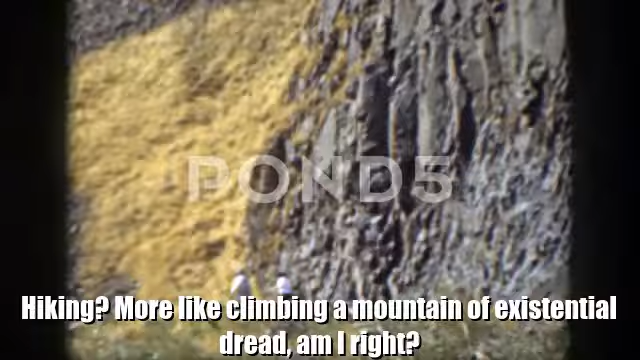 POND5
Hiking? More like climbing a mountain of existential
dread, am I right?